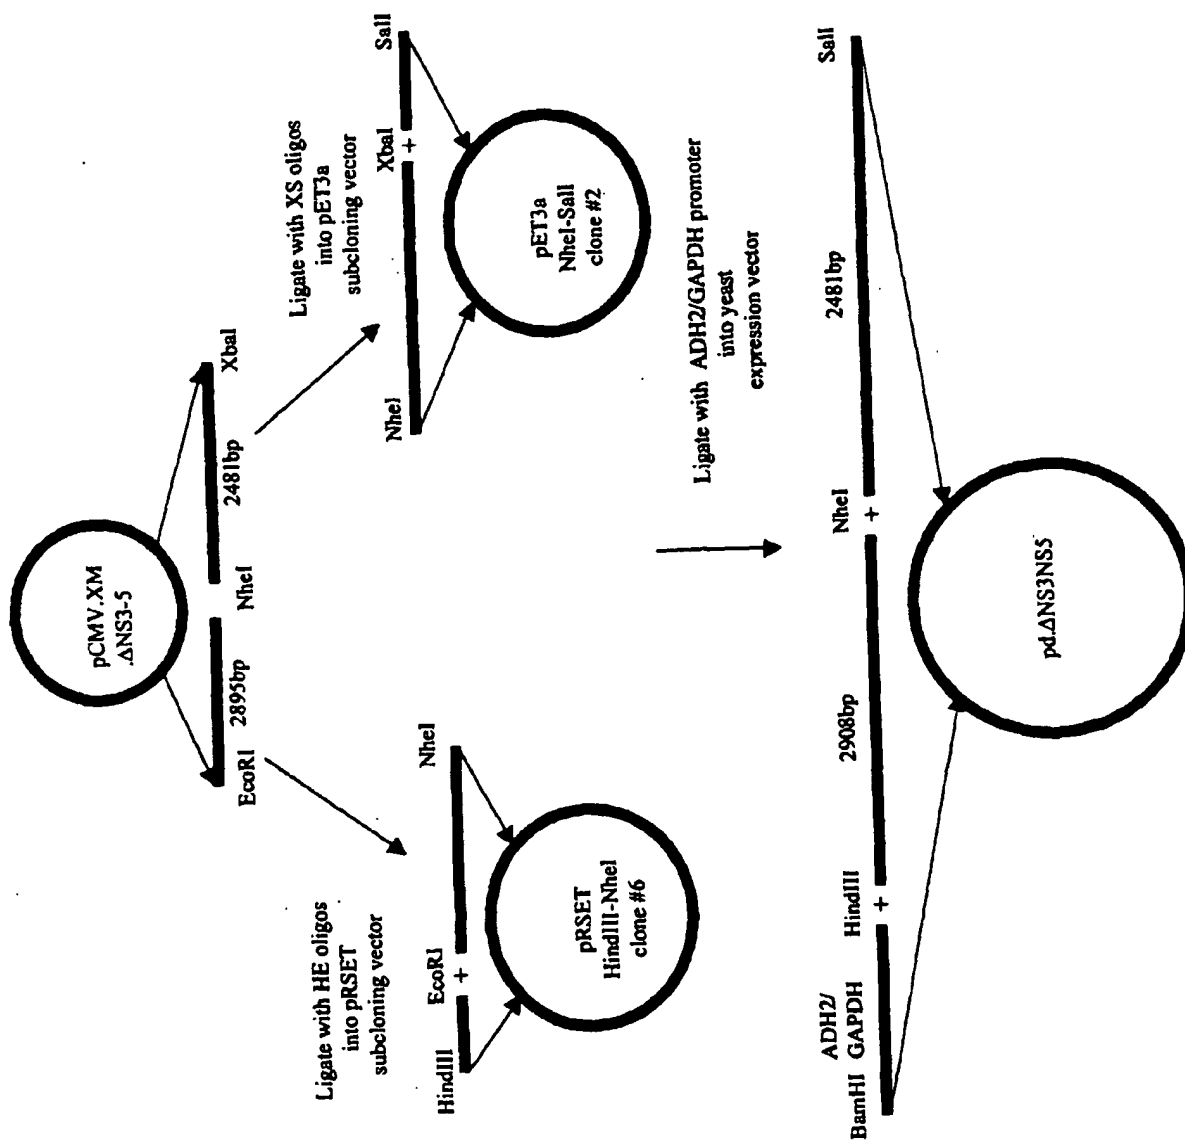 pCMV.XM
.ΔNS3-5
EcoRI
2895bp
NheI
2481bp
XbaI
Ligate with HE oligos
into pRSET
subcloning vector
HindIII
+
EcoRI
NheI
pRSET
HindIII-NheI
clone #6
Ligate with XS oligos
into pET3a
subcloning vector
NheI
XbaI
+
SalI
pET3a
NheI-SalI
clone #2
Ligate with ADH2/GAPDH promoter
into yeast
expression vector
BamHI
ADH2/
GAPDH
HindIII
+
2908bp
NheI
+
2481bp
SalI
pd.ΔNS3NS5